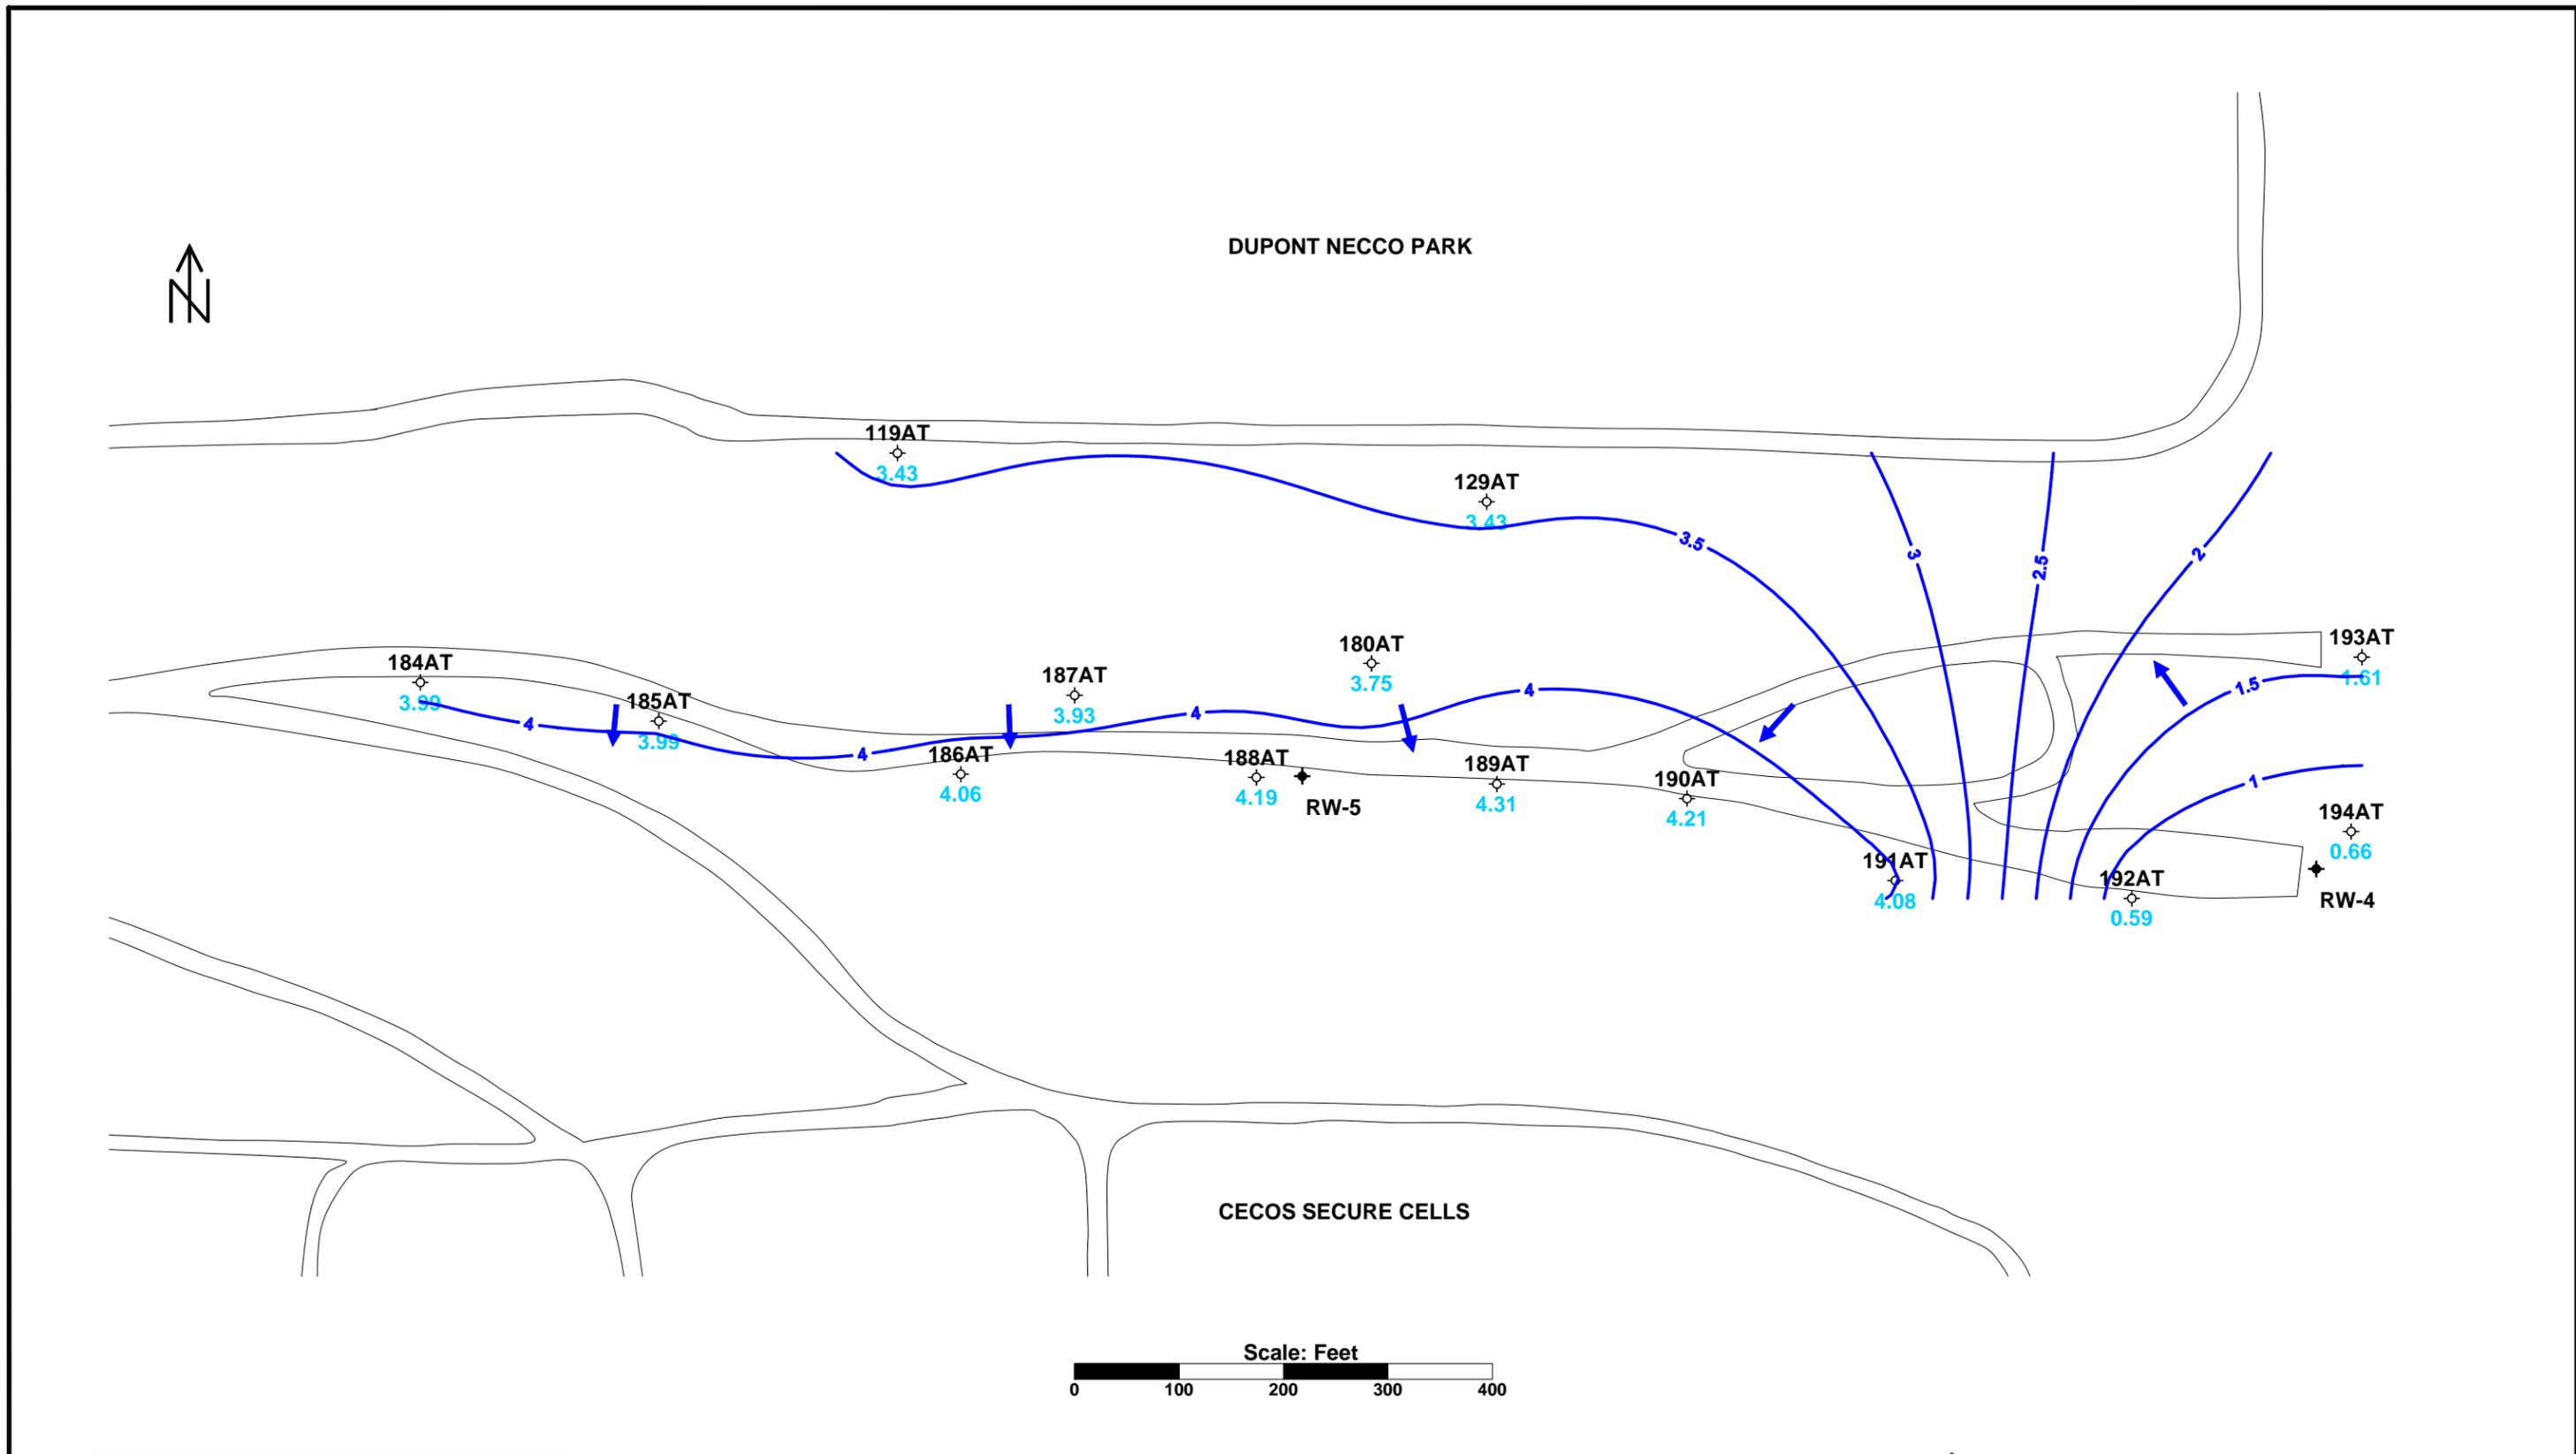 DUPONT NECCO PARK
N
119AT
3.43
129AT
3.43
3.5
3
2.5
2
180AT
3.75
193AT
1.61
184AT
3.99
187AT
3.93
185AT
3.99
4
4
4
4
1.5
186AT
4.06
188AT
4.19
RW-5
189AT
4.31
190AT
4.21
1
194AT
0.66
191AT
4.08
192AT
0.59
RW-4
CECOS SECURE CELLS
Scale: Feet
0 100 200 300 400